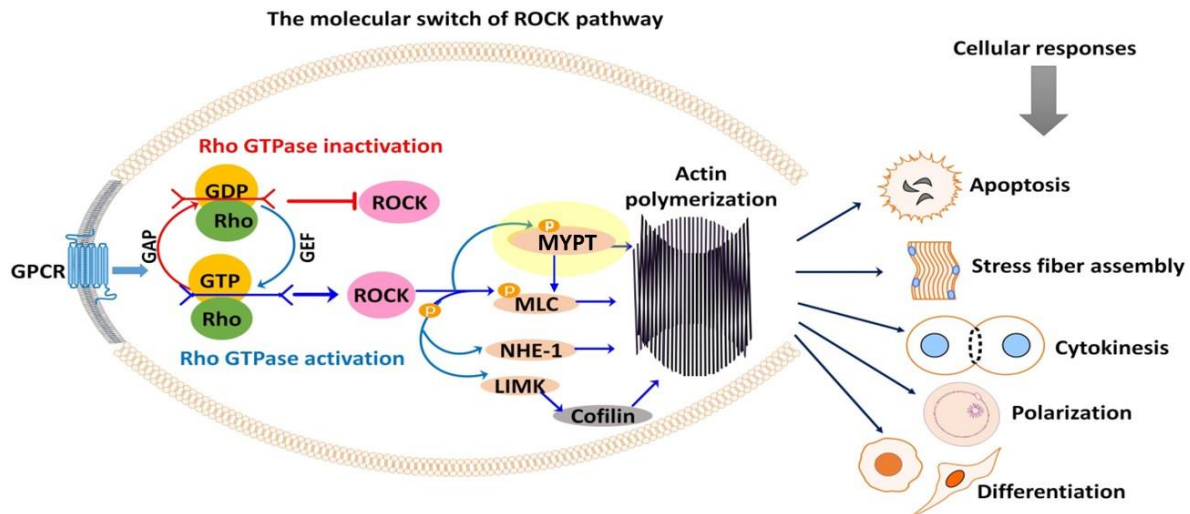 The molecular switch of ROCK pathway
Cellular responses
Rho GTPase inactivation
GDP
Rho
ROCK
GAP
GEF
GPCR
GTP
Rho
Rho GTPase activation
ROCK
P
P
MYPT
P
MLC
NHE-1
LIMK
Cofilin
Actin
polymerization
Apoptosis
Stress fiber assembly
Cytokinesis
Polarization
Differentiation